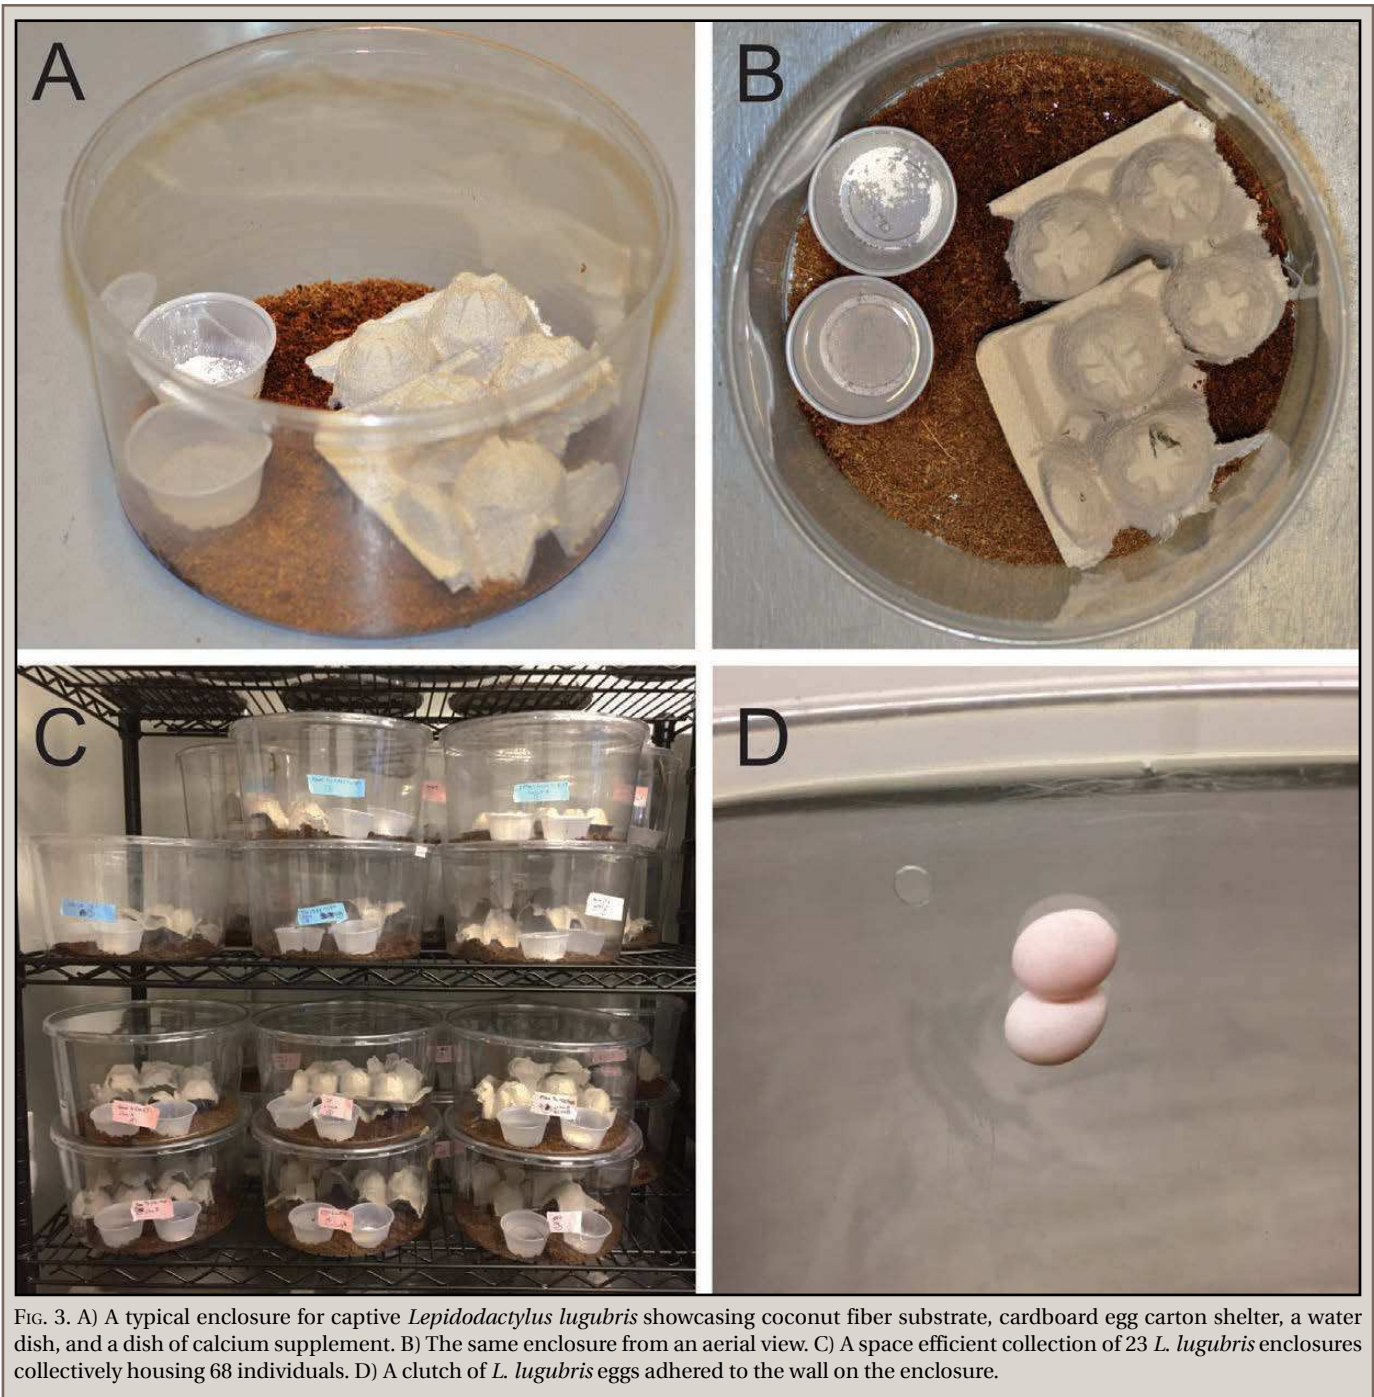 A
B
C
D
FIG. 3. A) A typical enclosure for captive Lepidodactylus lugubris showcasing coconut fiber substrate, cardboard egg carton shelter, a water
dish, and a dish of calcium supplement. B) The same enclosure from an aerial view. C) A space efficient collection of 23 L. lugubris enclosures
collectively housing 68 individuals. D) A clutch of L. lugubris eggs adhered to the wall on the enclosure.